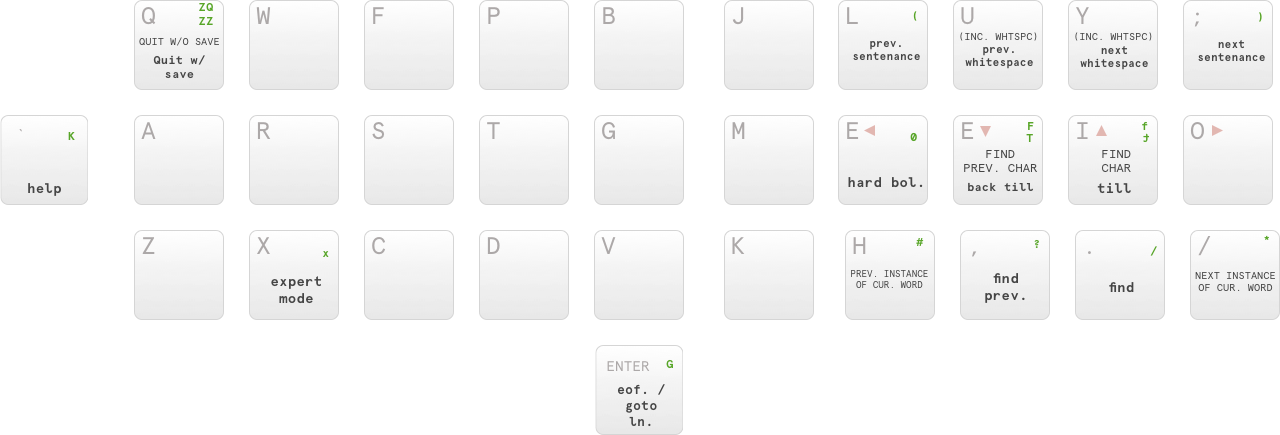 Q ZQ
ZZ
QUIT W/O SAVE
Quit w/
save
W
F
P
B
J
L (
prev.
sentenance
U
(INC. WHTSPC)
prev.
whitespace
Y
(INC. WHTSPC)
next
whitespace
; )
next
sentenance
` K
help
A
R
S
T
G
M
E ◀ 0
hard bol.
E ▼ F
T
FIND
PREV. CHAR
back till
I ▲ f
t
FIND
CHAR
till
O ▶
Z
X x
expert
mode
C
D
V
K
H #
PREV. INSTANCE
OF CUR. WORD
, ?
find
prev.
. /
find
/ *
NEXT INSTANCE
OF CUR. WORD
ENTER G
eof. /
goto
ln.